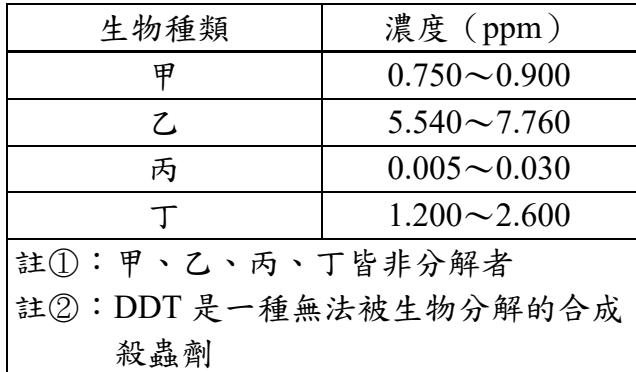 生物種類 濃度（ppm）
甲 0.750～0.900
乙 5.540～7.760
丙 0.005～0.030
丁 1.200～2.600
註①：甲、乙、丙、丁皆非分解者
註②：DDT 是一種無法被生物分解的合成
殺蟲劑